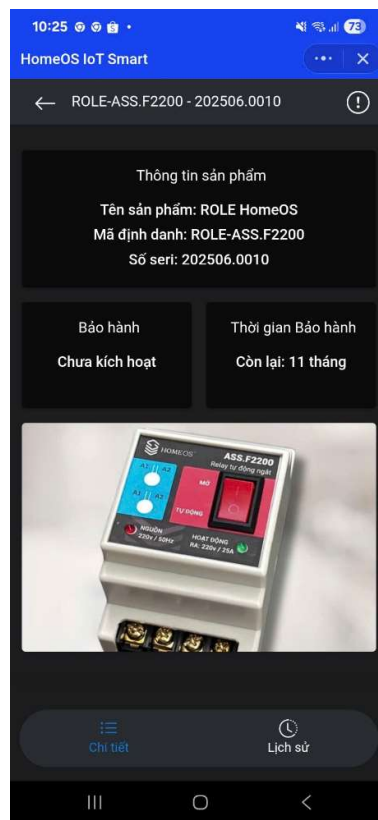 10:25
73
HomeOS IoT Smart
ROLE-ASS.F2200 - 202506.0010
Thông tin sản phẩm
Tên sản phẩm: ROLE HomeOS
Mã định danh: ROLE-ASS.F2200
Số seri: 202506.0010
Bảo hành
Chưa kích hoạt
Thời gian Bảo hành
Còn lại: 11 tháng
HOMEOS
ASS.F2200
Relay tự động ngắt
A1 A2
A1 A2
MỞ
TỰ ĐỘNG
NGUỒN
220v / 50Hz
HOẠT ĐỘNG
RA: 220v / 25A
Chi tiết
Lịch sử